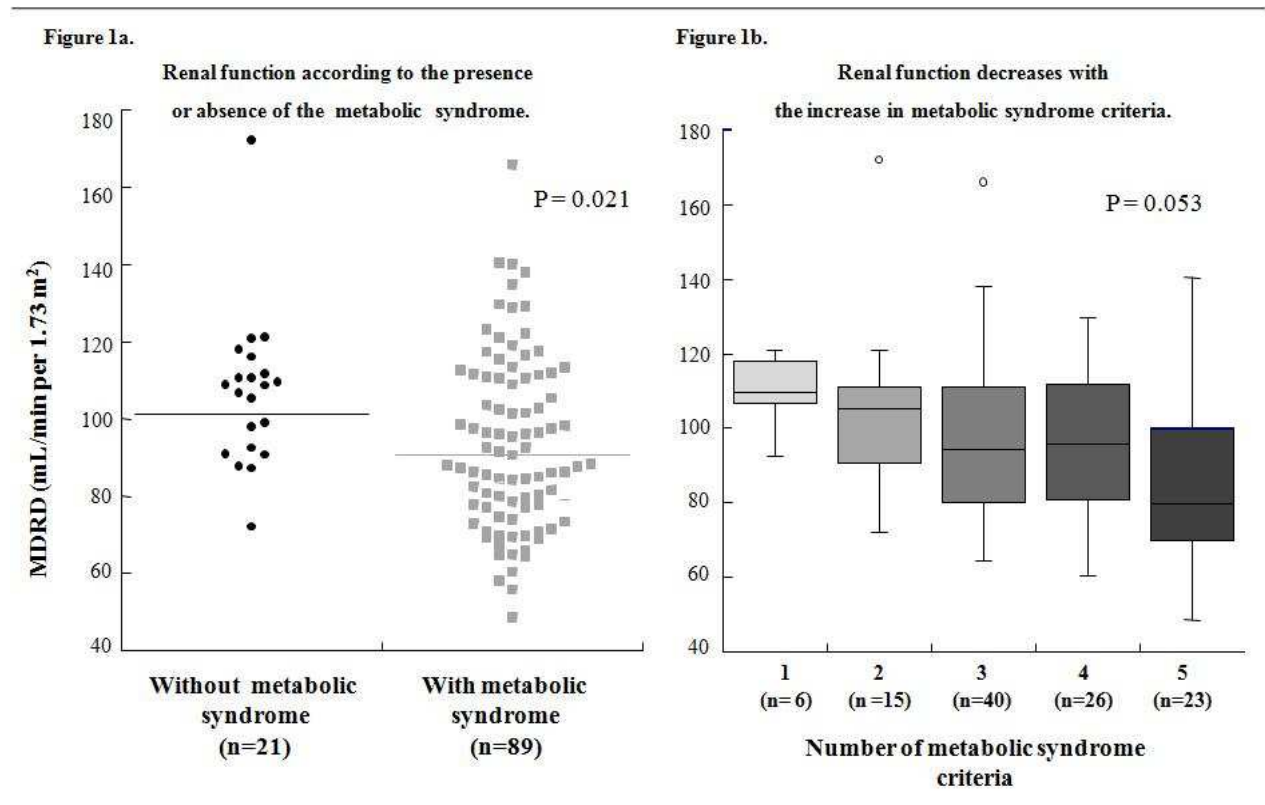 Figure 1a.
Renal function according to the presence
or absence of the metabolic syndrome.
180
160
140
120
100
80
60
40
P = 0.021
MDRD (mL/min per 1.73 m²)
Without metabolic
syndrome
(n=21)
With metabolic
syndrome
(n=89)
Figure 1b.
Renal function decreases with
the increase in metabolic syndrome criteria.
180
160
140
120
100
80
60
40
P = 0.053
1
(n= 6)
2
(n =15)
3
(n=40)
4
(n=26)
5
(n=23)
Number of metabolic syndrome
criteria